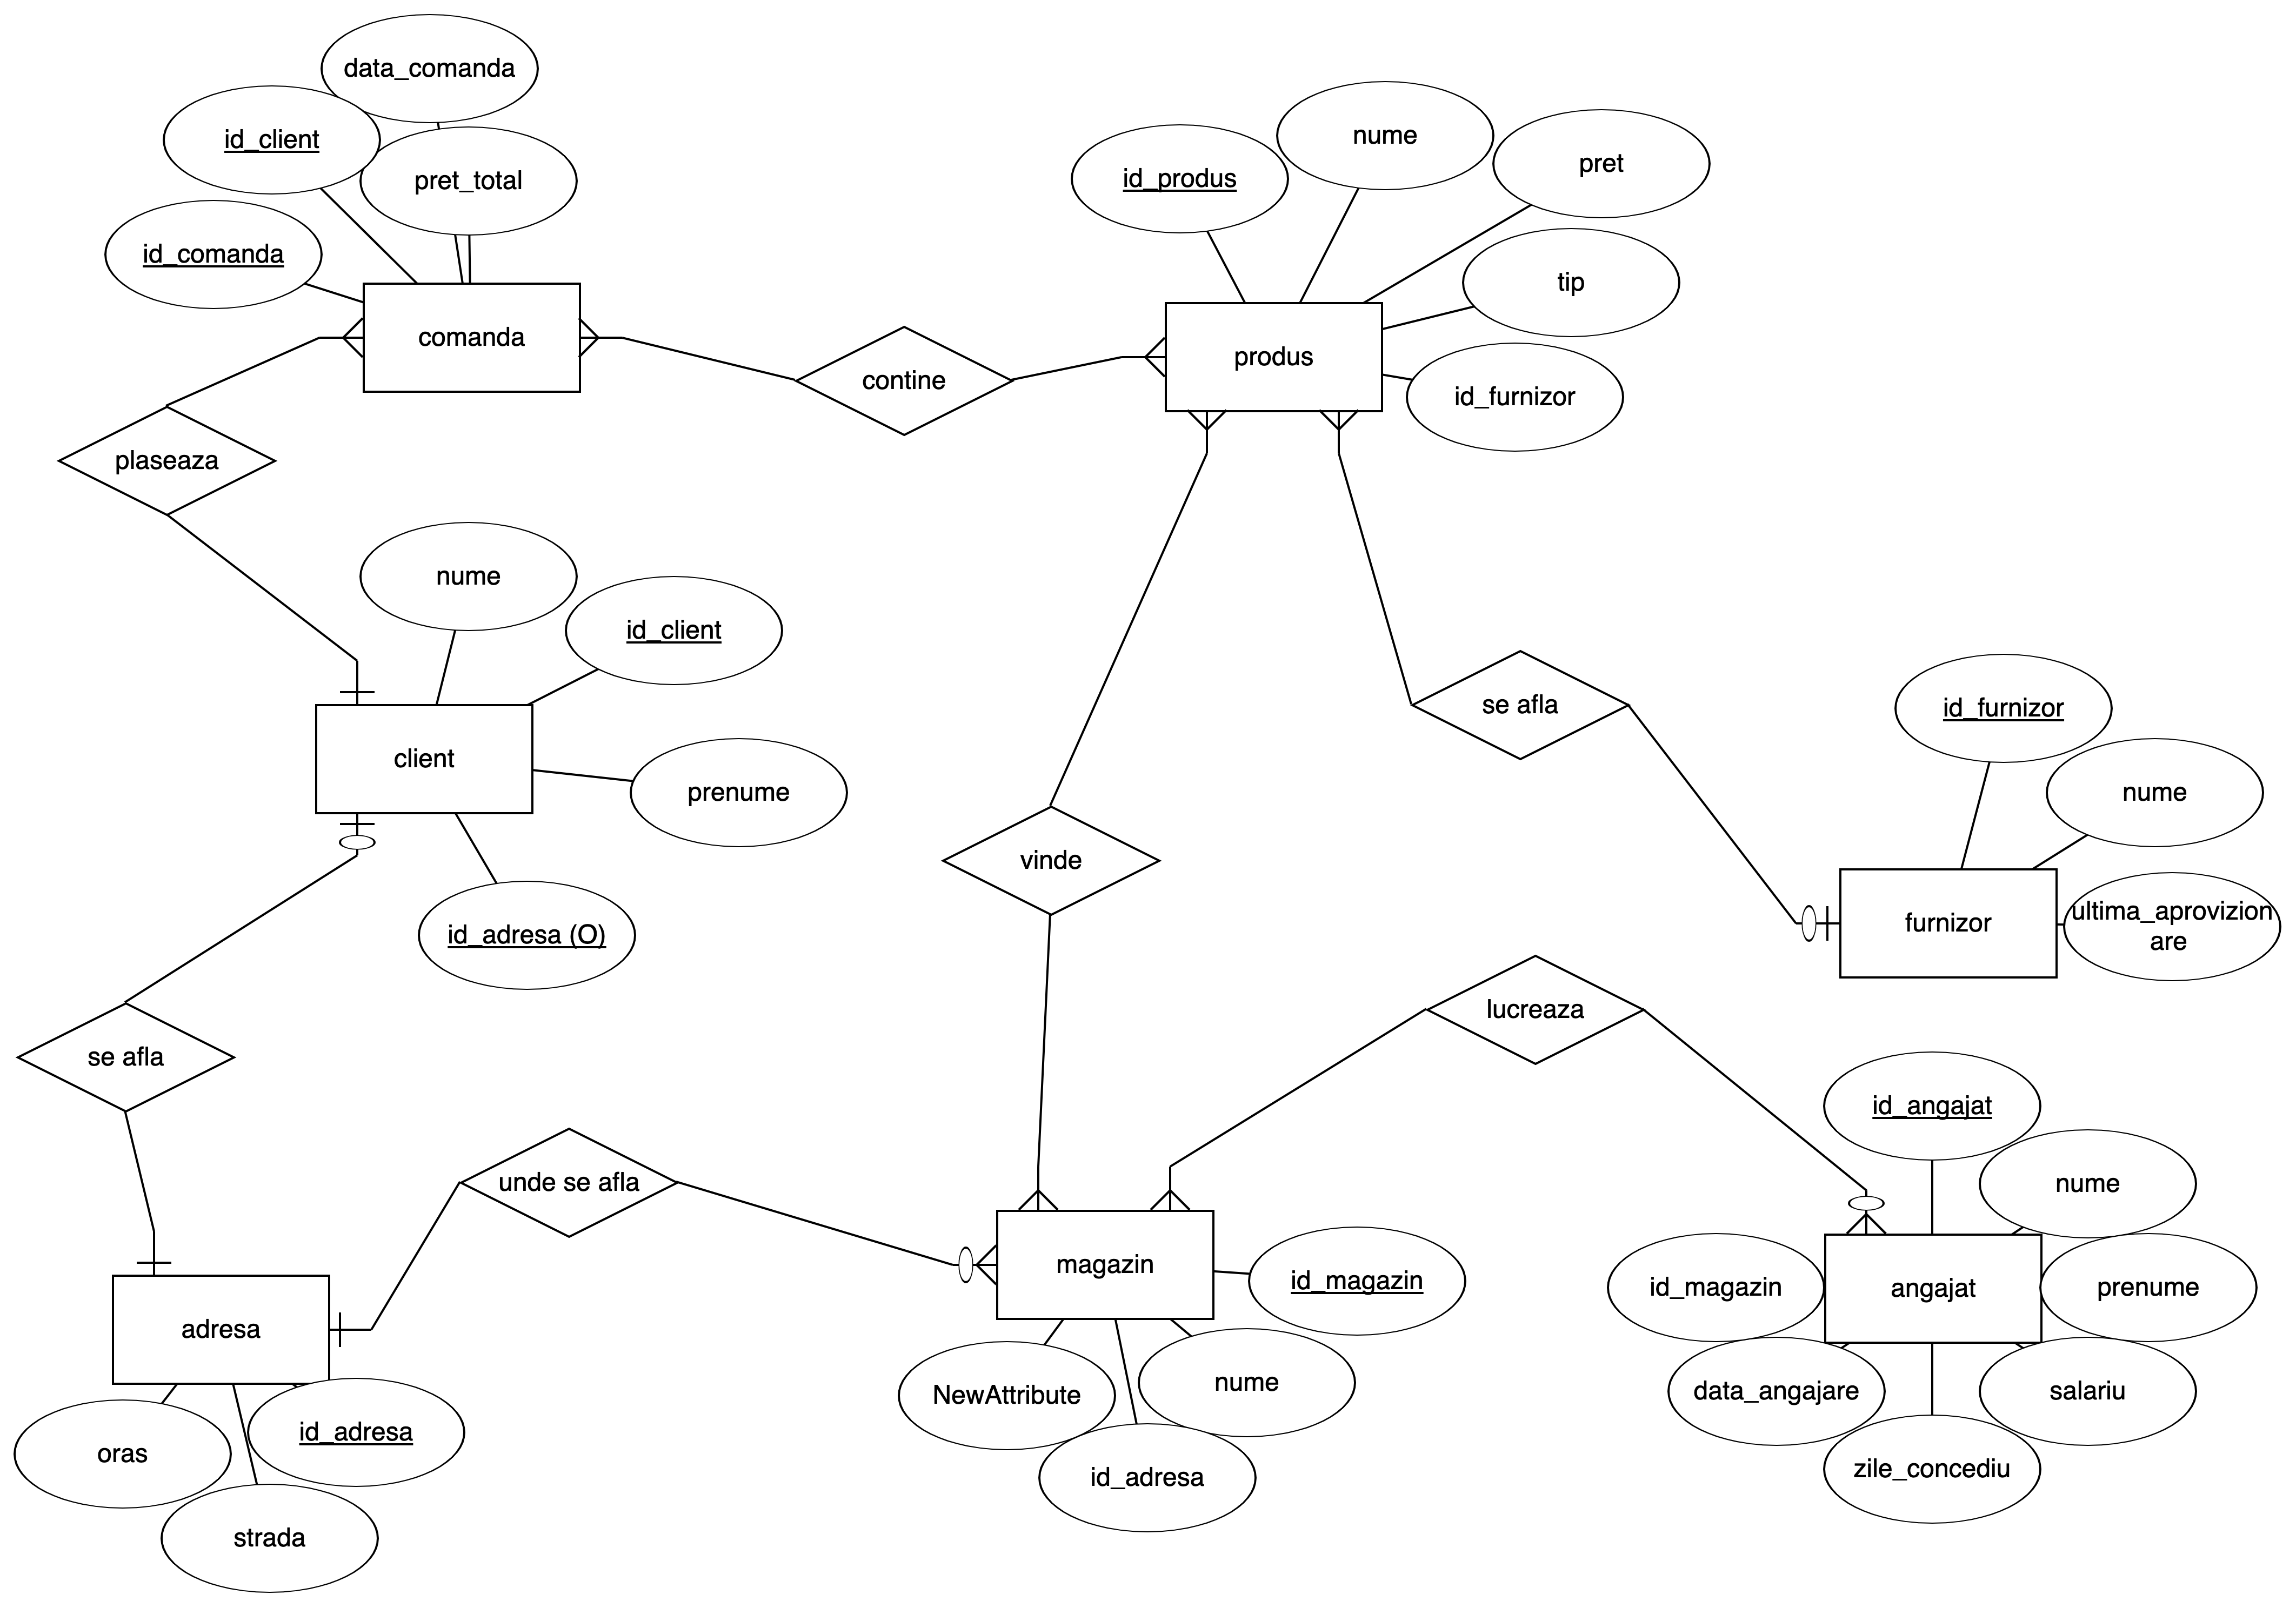 data_comanda
id_client
pret_total
id_comanda
comanda
contine
plaseaza
id_produs
nume
pret
tip
produs
id_furnizor
nume
id_client
client
prenume
id_adresa (O)
se afla
vinde
se afla
id_furnizor
nume
furnizor
ultima_aprovizion
are
lucreaza
unde se afla
adresa
oras
id_adresa
strada
magazin
id_magazin
NewAttribute
nume
id_adresa
id_angajat
nume
id_magazin
angajat
prenume
data_angajare
salariu
zile_concediu